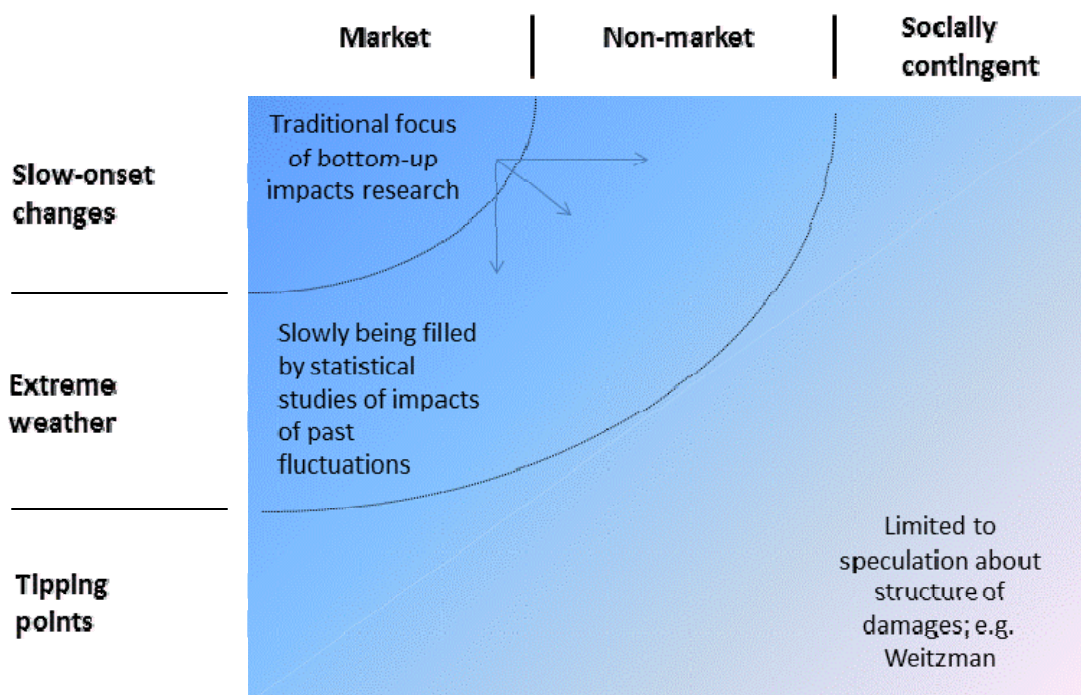 Market
Non-market
Socially
contingent
Slow-onset
changes
Traditional focus
of bottom-up
impacts research
Extreme
weather
Slowly being filled
by statistical
studies of impacts
of past
fluctuations
Tipping
points
Limited to
speculation about
structure of
damages; e.g.
Weitzman